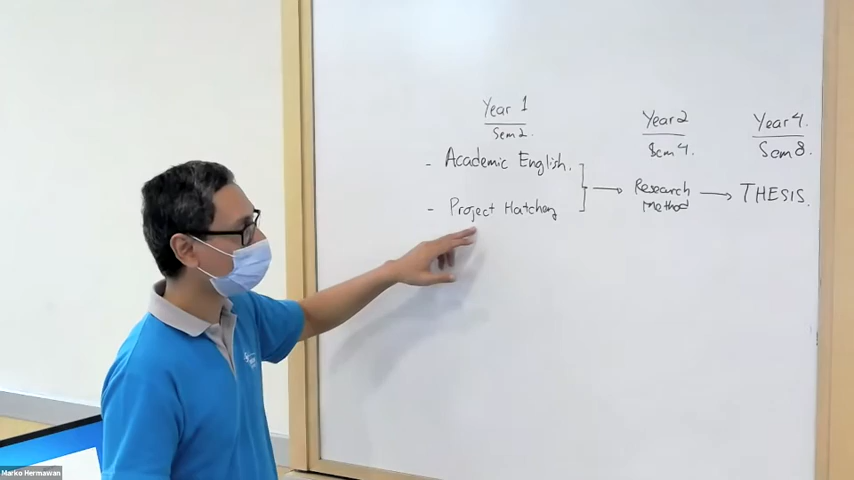 Year 1
Sem 2.
- Academic English.
- Project Hatchery
Year 2
Sem 4.
Research
Method
Year 4.
Sem 8.
THESIS.
Marko Hermawan